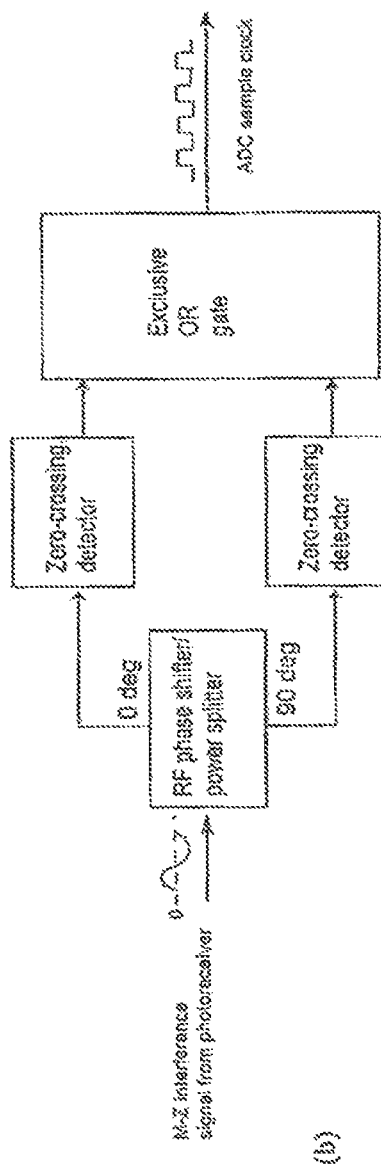 M-Z interference
signal from photoreceiver
0
RF phase shifter/
power splitter
0 deg
90 deg
Zero-crossing
detector
Zero-crossing
detector
Exclusive
OR
gate
ADC sample clock
(b)